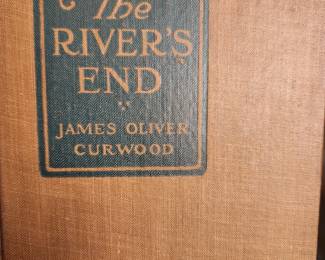 The
RIVER'S
END
JAMES OLIVER
CURWOOD